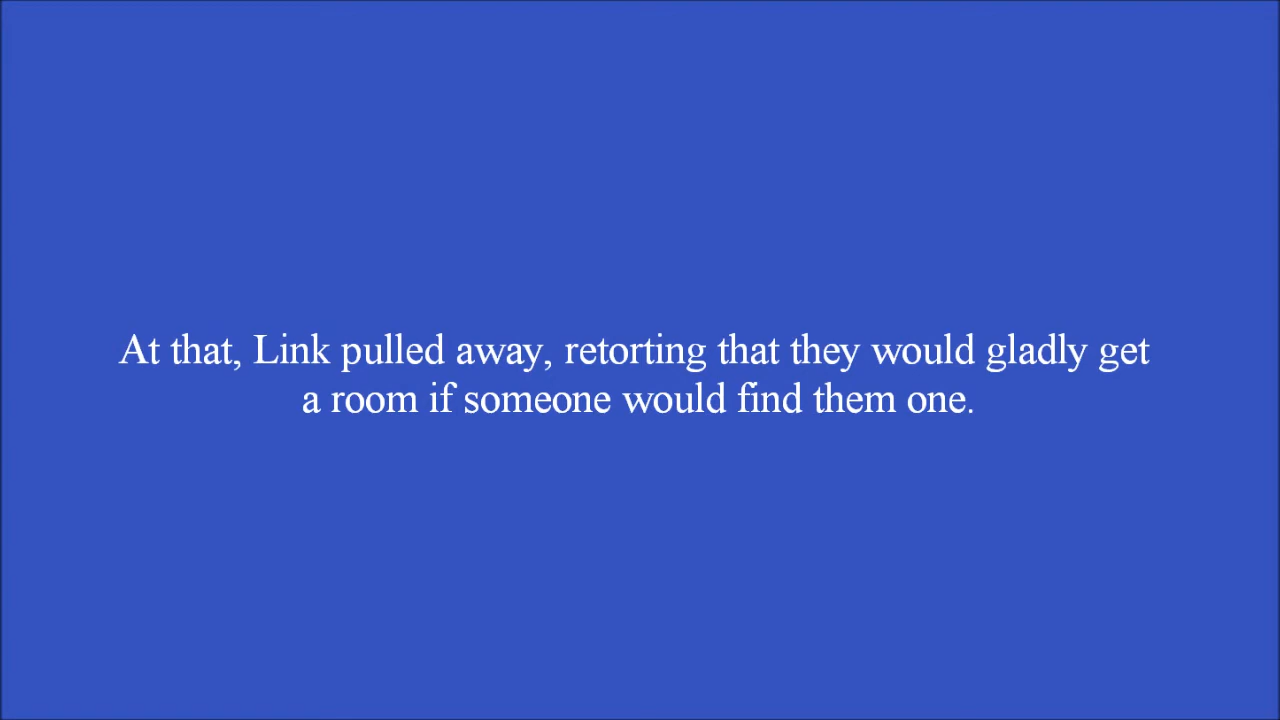 At that, Link pulled away, retorting that they would gladly get
a room if someone would find them one.